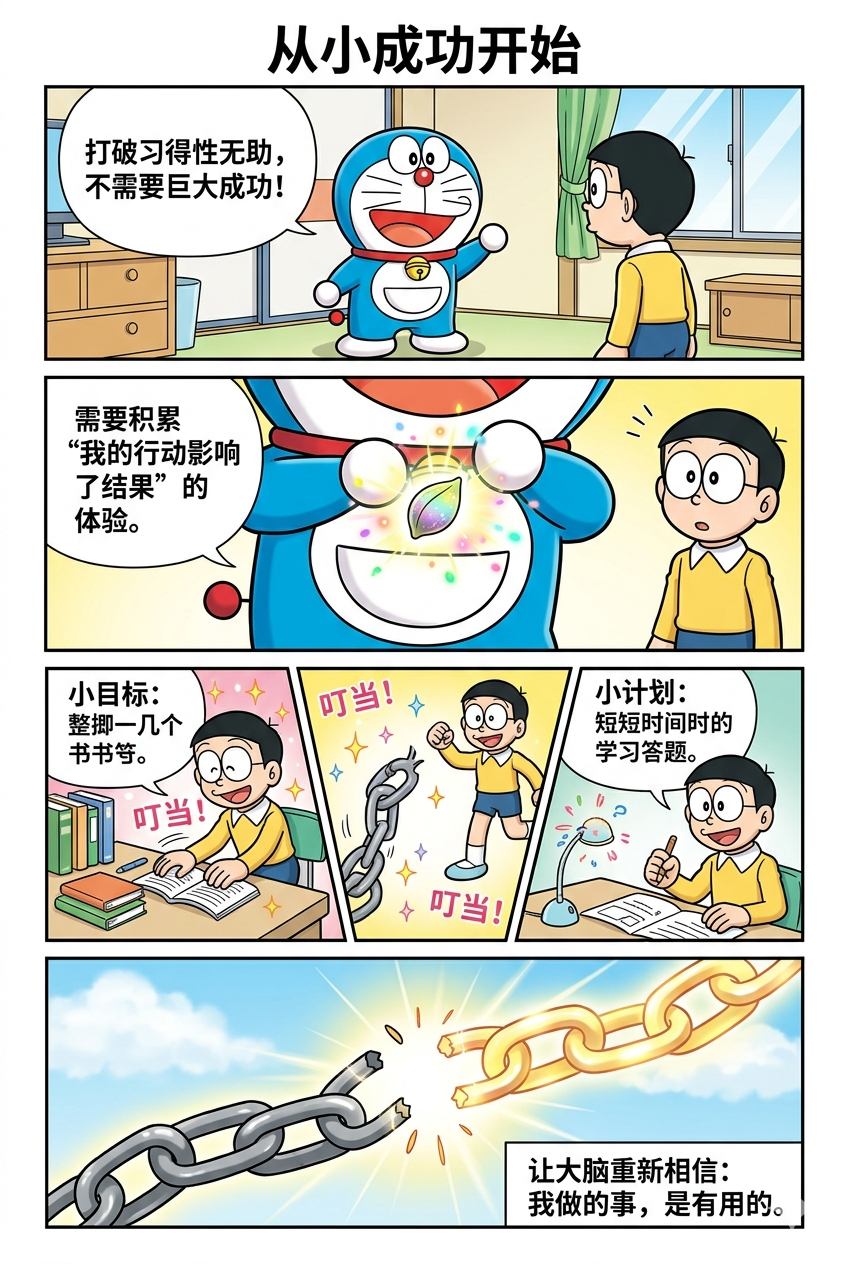 从小成功开始
打破习得性无助，
不需要巨大成功！
需要积累
“我的行动影响
了结果”的
体验。
小目标：
整揤一几个
书书笭。
叮当！
叮当！
叮当！
小计划：
短短时间时的
学习答题。
让大脑重新相信：
我做的事，是有用的。